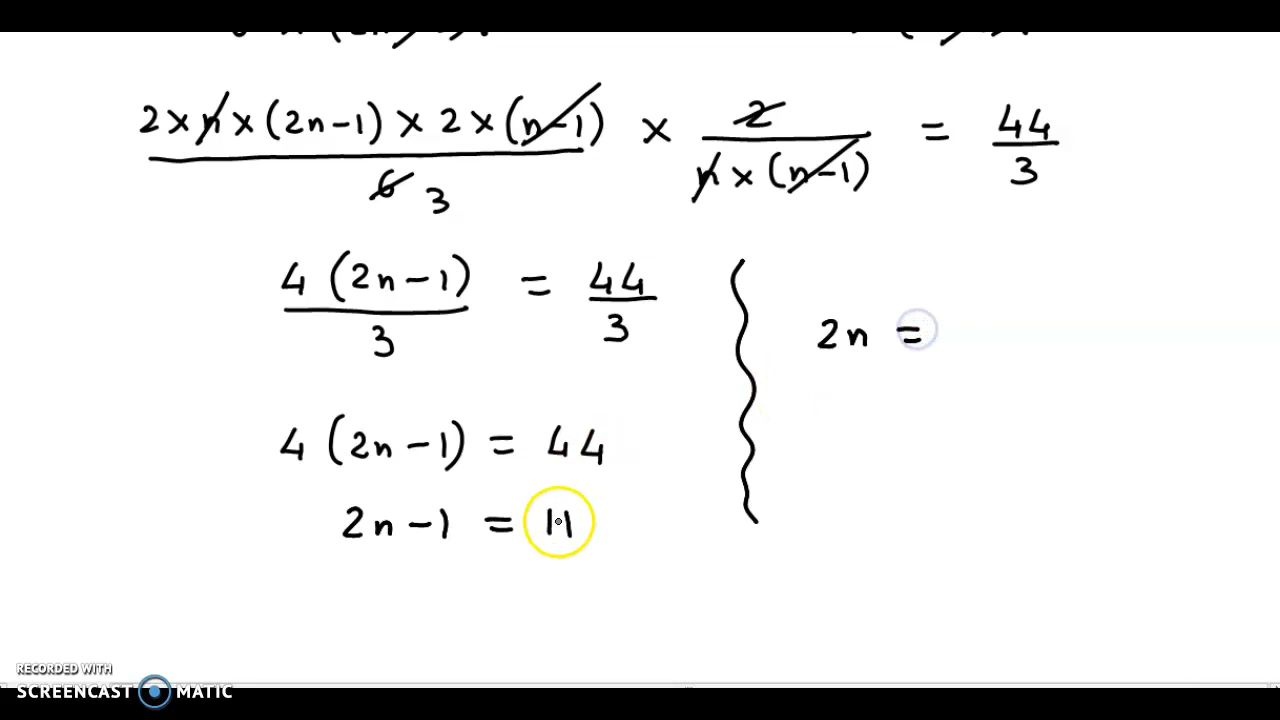 2 × n × (2n-1) × 2 × (n-1) × 2 = 44
6 3 n × (n-1) 3
4 (2n-1) = 44
3 3
2n =
4 (2n-1) = 44
2n-1 = 11
RECORDED WITH
SCREENCAST MATIC